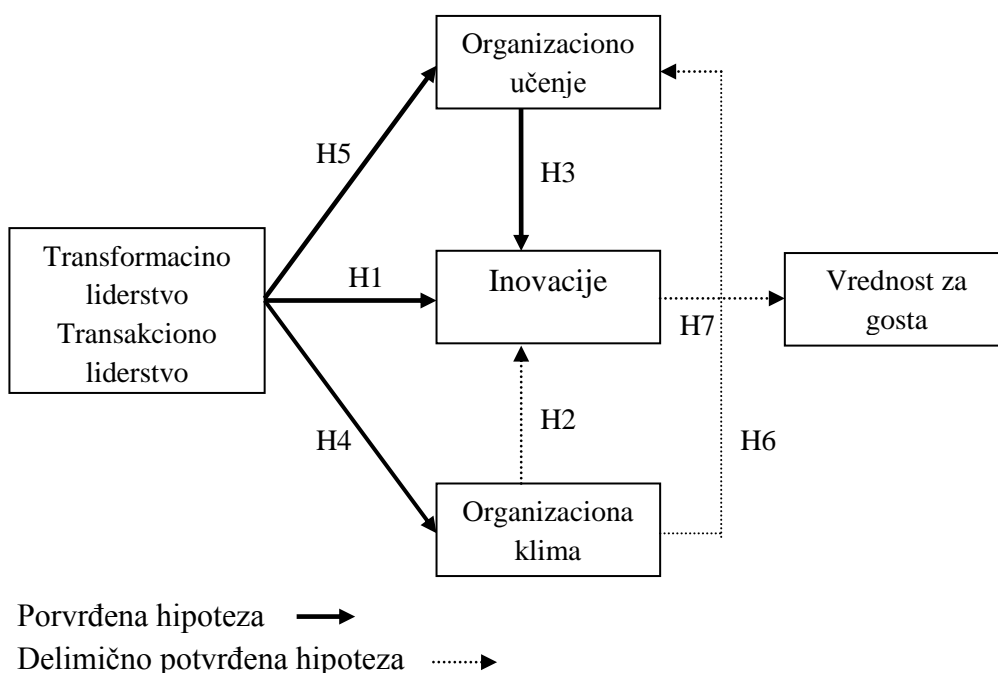 Organizaciono
učenje
H5
H3
Transformacino
liderstvo
Transakciono
liderstvo
H1
Inovacije
H7
Vrednost za
gosta
H4
H2
H6
Organizaciona
klima
Porvrđena hipoteza
Delimično potvrđena hipoteza